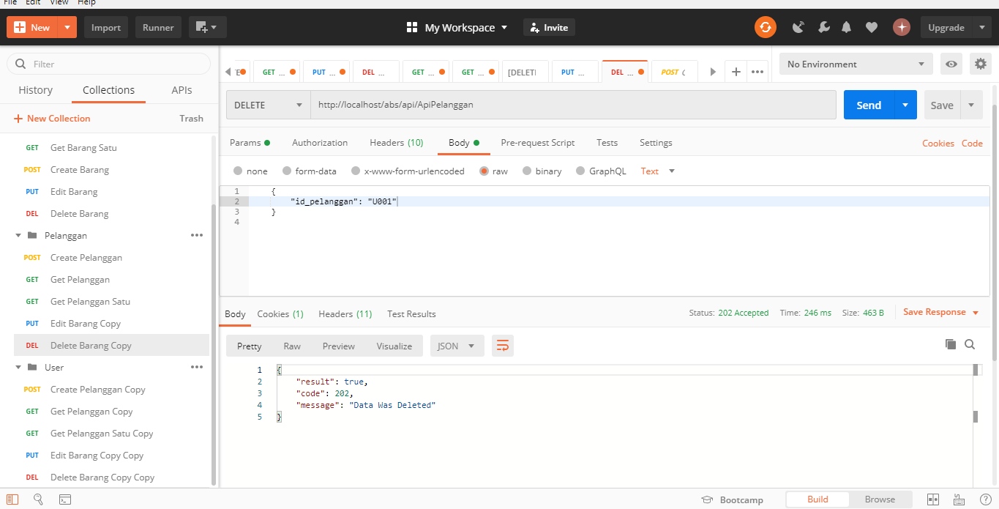 File Edit View Help
New Import Runner My Workspace Invite Upgrade
Filter
History Collections APIs
New Collection Trash
GET Get Barang Satu
POST Create Barang
PUT Edit Barang
DEL Delete Barang
Pelanggan
POST Create Pelanggan
GET Get Pelanggan
GET Get Pelanggan Satu
PUT Edit Barang Copy
DEL Delete Barang Copy
User
POST Create Pelanggan Copy
GET Get Pelanggan Copy
GET Get Pelanggan Satu Copy
PUT Edit Barang Copy Copy
DEL Delete Barang Copy Copy
GET ... PUT ... DEL ... GET ... GET ... [DELETI PUT ... DEL ... POST
No Environment
DELETE http://localhost/abs/api/ApiPelanggan Send Save
Params Authorization Headers (10) Body Pre-request Script Tests Settings Cookies Code
none form-data x-www-form-urlencoded raw binary GraphQL Text
1 {
2 "id_pelanggan": "U001"
3 }
4
Body Cookies (1) Headers (11) Test Results Status: 202 Accepted Time: 246 ms Size: 463 B Save Response
Pretty Raw Preview Visualize JSON
1 {
2 "result": true,
3 "code": 202,
4 "message": "Data Was Deleted"
5 }
Bootcamp Build Browse